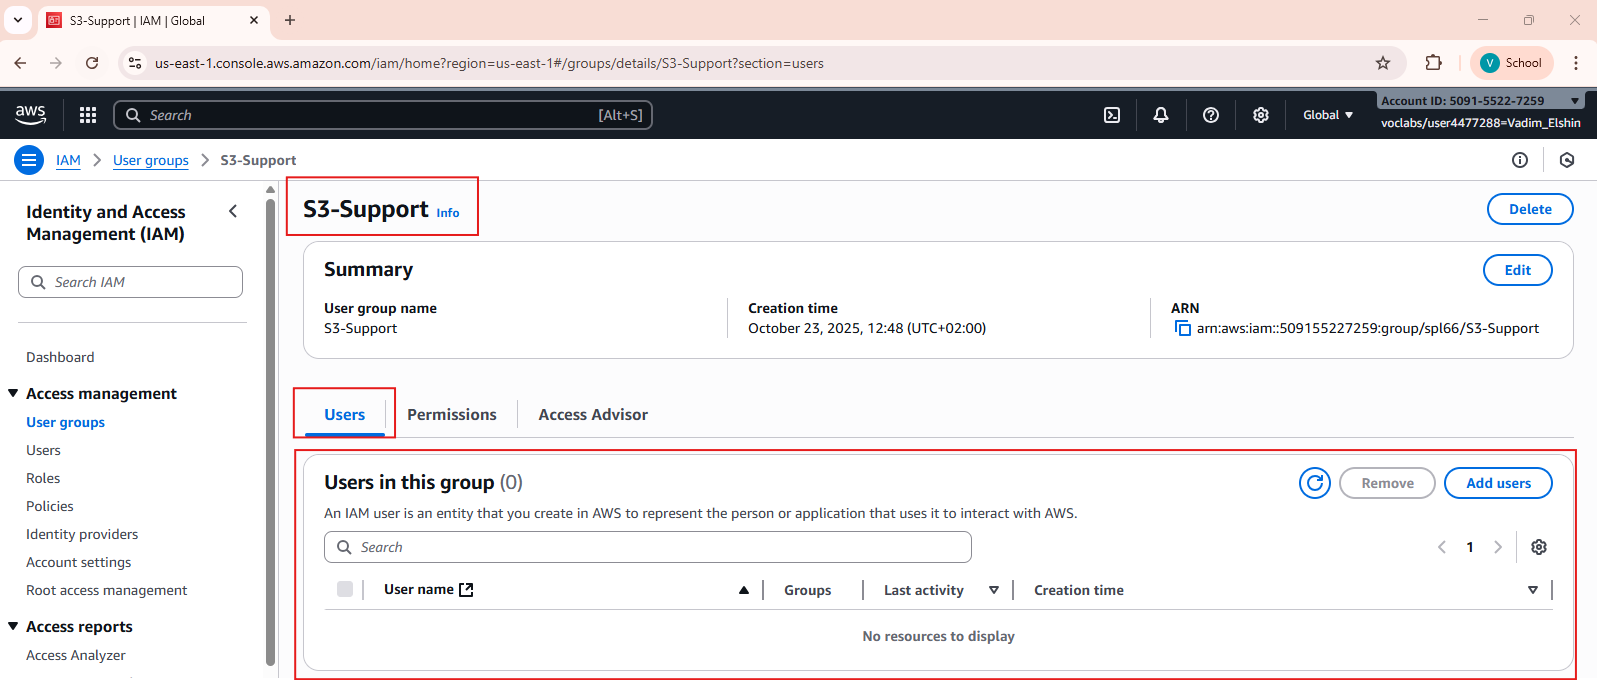 S3-Support | IAM | Global
us-east-1.console.aws.amazon.com/iam/home?region=us-east-1#/groups/details/S3-Support?section=users
V School
aws
Search [Alt+S]
Global
Account ID: 5091-5522-7259
voclabs/user4477288=Vadim_Elshin
IAM
User groups
S3-Support
Identity and Access
Management (IAM)
Search IAM
Dashboard
Access management
User groups
Users
Roles
Policies
Identity providers
Account settings
Root access management
Access reports
Access Analyzer
S3-Support Info
Delete
Summary
Edit
User group name
S3-Support
Creation time
October 23, 2025, 12:48 (UTC+02:00)
ARN
arn:aws:iam::509155227259:group/spl66/S3-Support
Users
Permissions
Access Advisor
Users in this group (0)
Remove
Add users
An IAM user is an entity that you create in AWS to represent the person or application that uses it to interact with AWS.
Search
1
User name
Groups
Last activity
Creation time
No resources to display